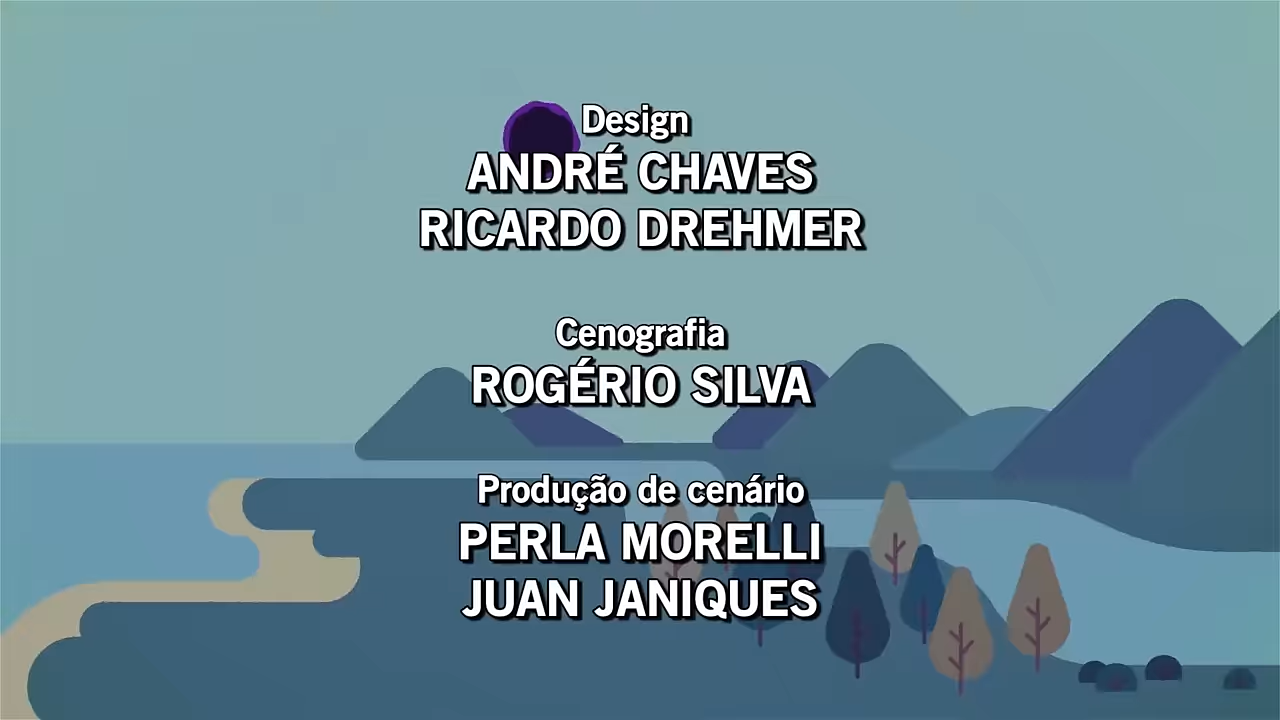 Design
ANDRÉ CHAVES
RICARDO DREHMER
Cenografia
ROGÉRIO SILVA
Produção de cenário
PERLA MORELLI
JUAN JANIQUES